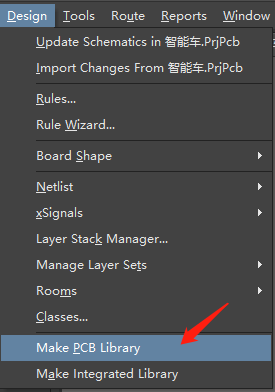 Design Tools Route Reports Window
Update Schematics in 智能车.PrjPcb
Import Changes From 智能车.PrjPcb
Rules...
Rule Wizard...
Board Shape
Netlist
xSignals
Layer Stack Manager...
Manage Layer Sets
Rooms
Classes...
Make PCB Library
Make Integrated Library